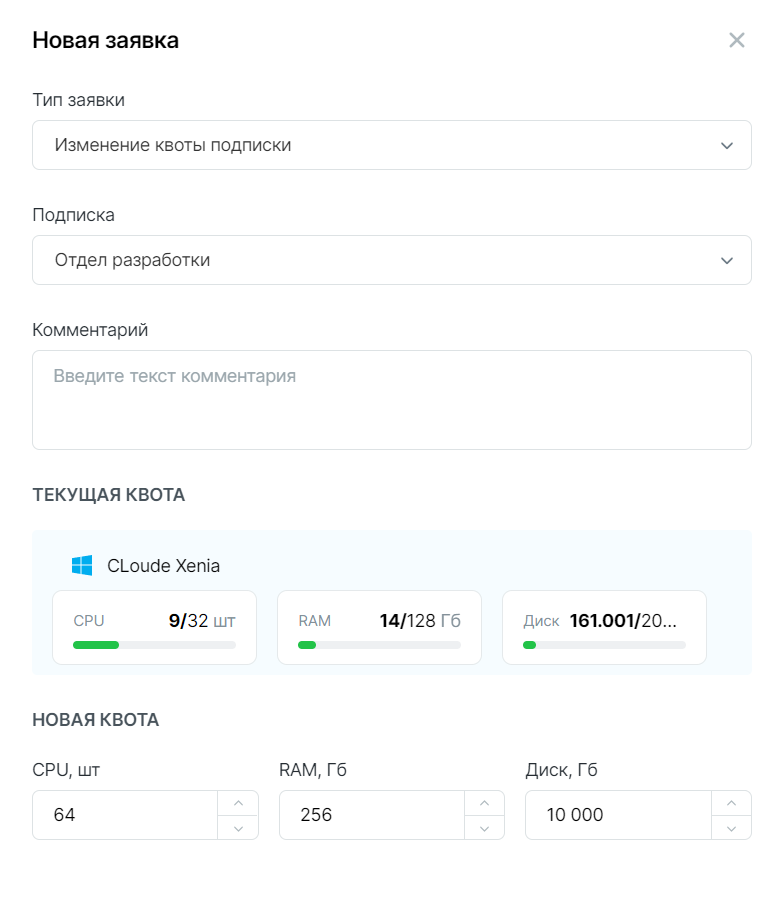 Новая заявка
Тип заявки
Изменение квоты подписки
Подписка
Отдел разработки
Комментарий
Введите текст комментария
ТЕКУЩАЯ КВОТА
CLoude Xenia
CPU 9/32 шт RAM 14/128 Гб Диск 161.001/20...
НОВАЯ КВОТА
CPU, шт RAM, Гб Диск, Гб
64 256 10 000